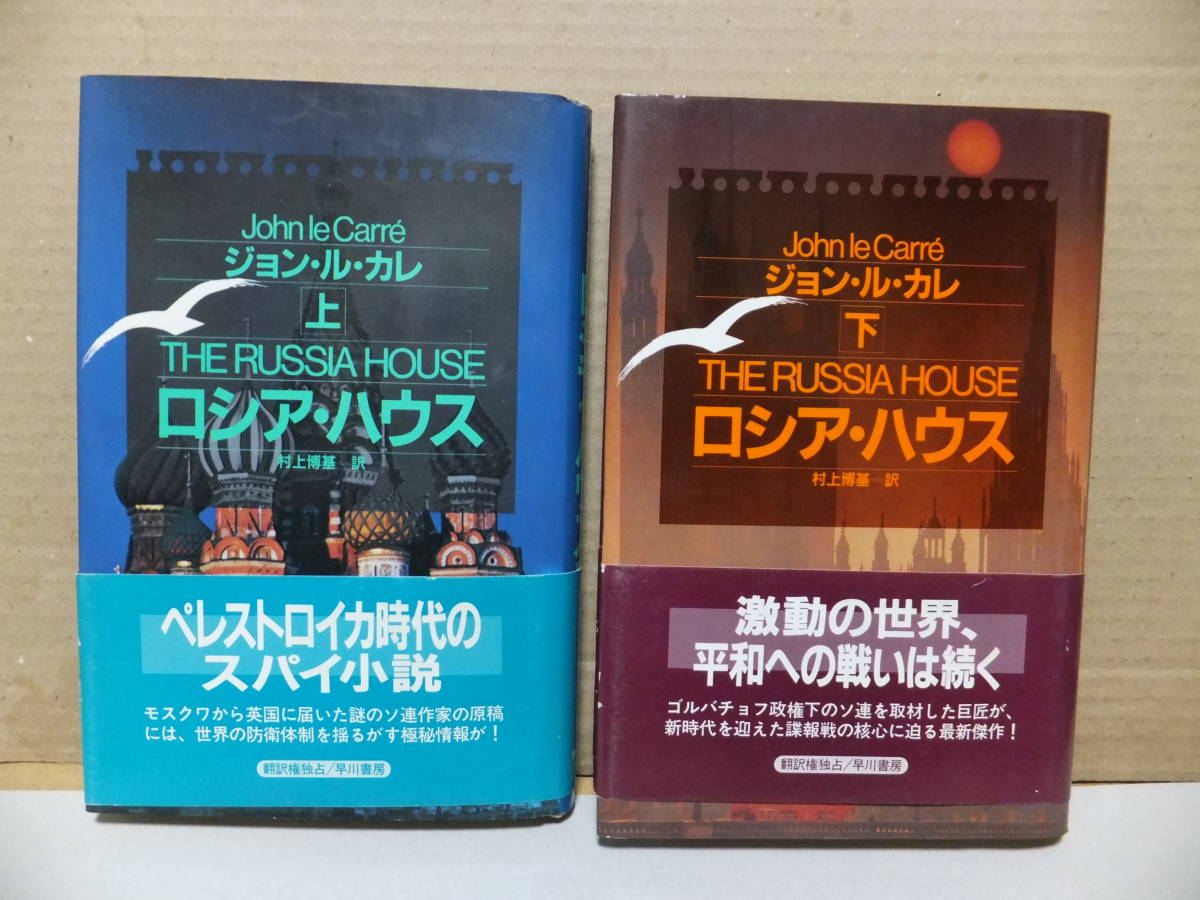 John le Carré
ジョン・ル・カレ
上
THE RUSSIA HOUSE
ロシア・ハウス
村上博基 訳
ペレストロイカ時代の
スパイ小説
モスクワから英国に届いた謎のソ連作家の原稿
には、世界の防衛体制を揺るがす極秘情報が！
翻訳権独占/早川書房
John le Carré
ジョン・ル・カレ
下
THE RUSSIA HOUSE
ロシア・ハウス
村上博基＝訳
激動の世界、
平和への戦いは続く
ゴルバチョフ政権下のソ連を取材した巨匠が、
新時代を迎えた諜報戦の核心に迫る最新傑作！
翻訳権独占/早川書房